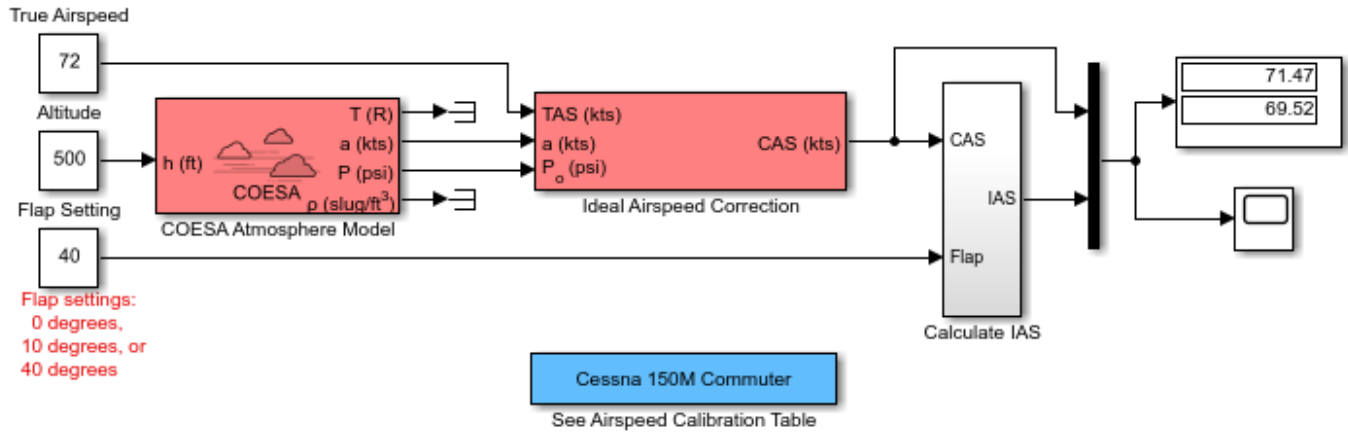 True Airspeed
72
Altitude
500
Flap Setting
40
Flap settings:
0 degrees,
10 degrees, or
40 degrees
h (ft)
COESA
T (R)
a (kts)
P (psi)
ρ (slug/ft³)
COESA Atmosphere Model
TAS (kts)
a (kts)
P₀ (psi)
CAS (kts)
Ideal Airspeed Correction
CAS
IAS
Flap
Calculate IAS
71.47
69.52
Cessna 150M Commuter
See Airspeed Calibration Table